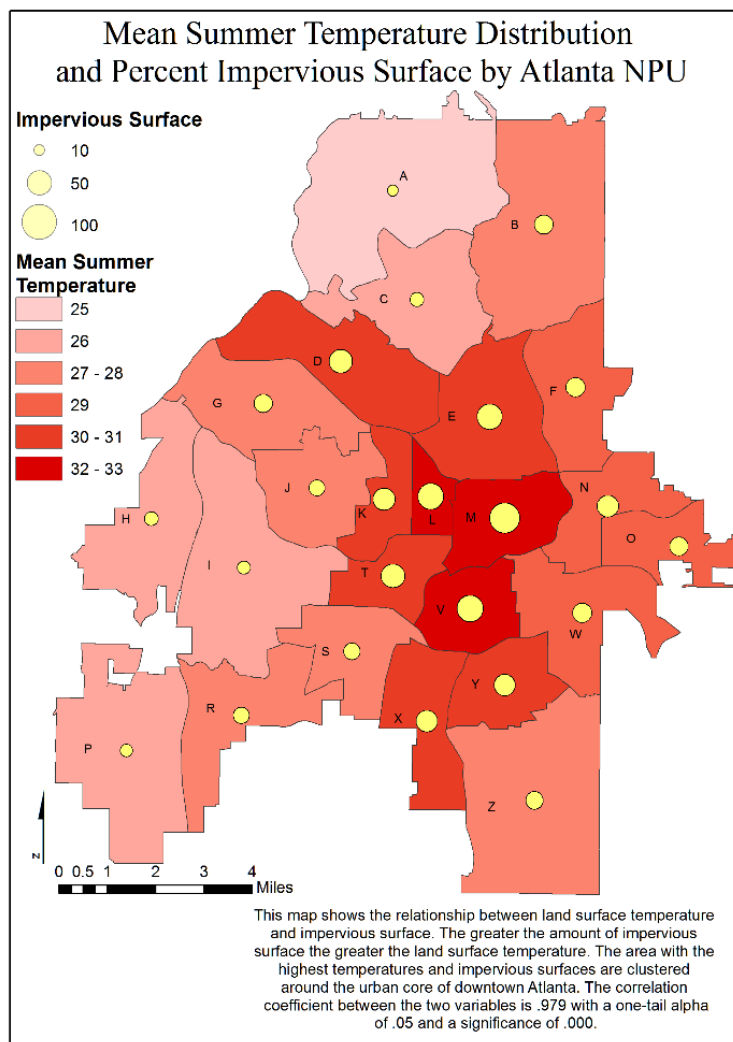 Mean Summer Temperature Distribution
and Percent Impervious Surface by Atlanta NPU
Impervious Surface
10
50
100
Mean Summer
Temperature
25
26
27 - 28
29
30 - 31
32 - 33
A
B
C
D
E
F
G
H
I
J
K
L
M
N
O
T
V
W
S
R
X
Y
P
Z
N
0 0.5 1 2 3 4
Miles
This map shows the relationship between land surface temperature
and impervious surface. The greater the amount of impervious
surface the greater the land surface temperature. The area with the
highest temperatures and impervious surfaces are clustered
around the urban core of downtown Atlanta. The correlation
coefficient between the two variables is .979 with a one-tail alpha
of .05 and a significance of .000.